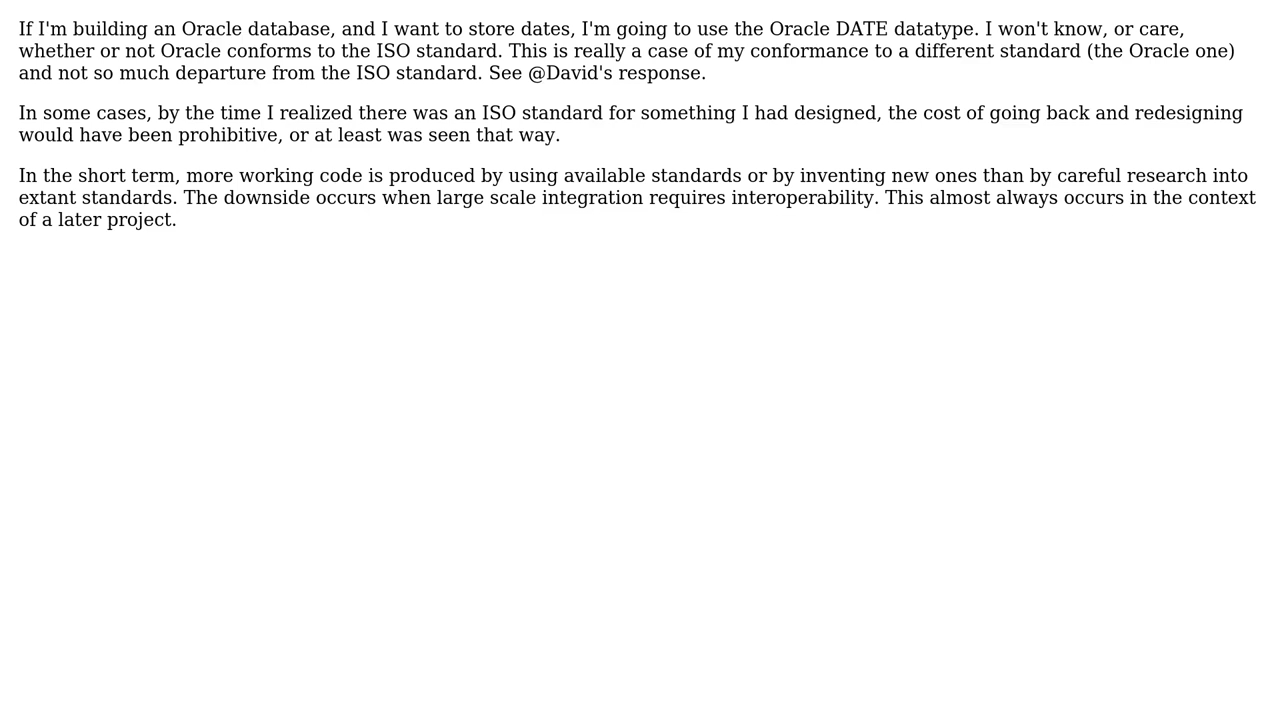 If I'm building an Oracle database, and I want to store dates, I'm going to use the Oracle DATE datatype. I won't know, or care,
whether or not Oracle conforms to the ISO standard. This is really a case of my conformance to a different standard (the Oracle one)
and not so much departure from the ISO standard. See @David's response.
In some cases, by the time I realized there was an ISO standard for something I had designed, the cost of going back and redesigning
would have been prohibitive, or at least was seen that way.
In the short term, more working code is produced by using available standards or by inventing new ones than by careful research into
extant standards. The downside occurs when large scale integration requires interoperability. This almost always occurs in the context
of a later project.